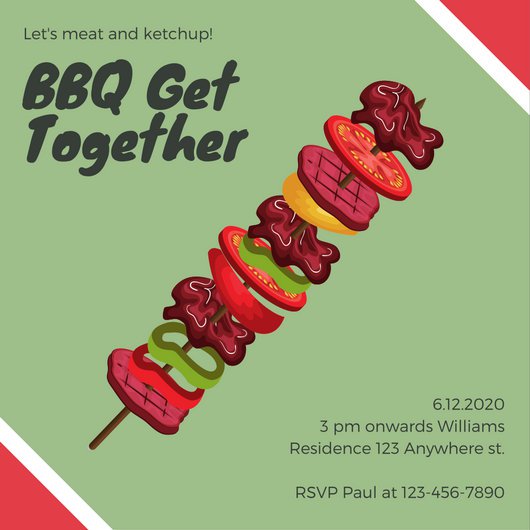 Let's meat and ketchup!
BBQ Get
Together
6.12.2020
3 pm onwards Williams
Residence 123 Anywhere st.
RSVP Paul at 123-456-7890